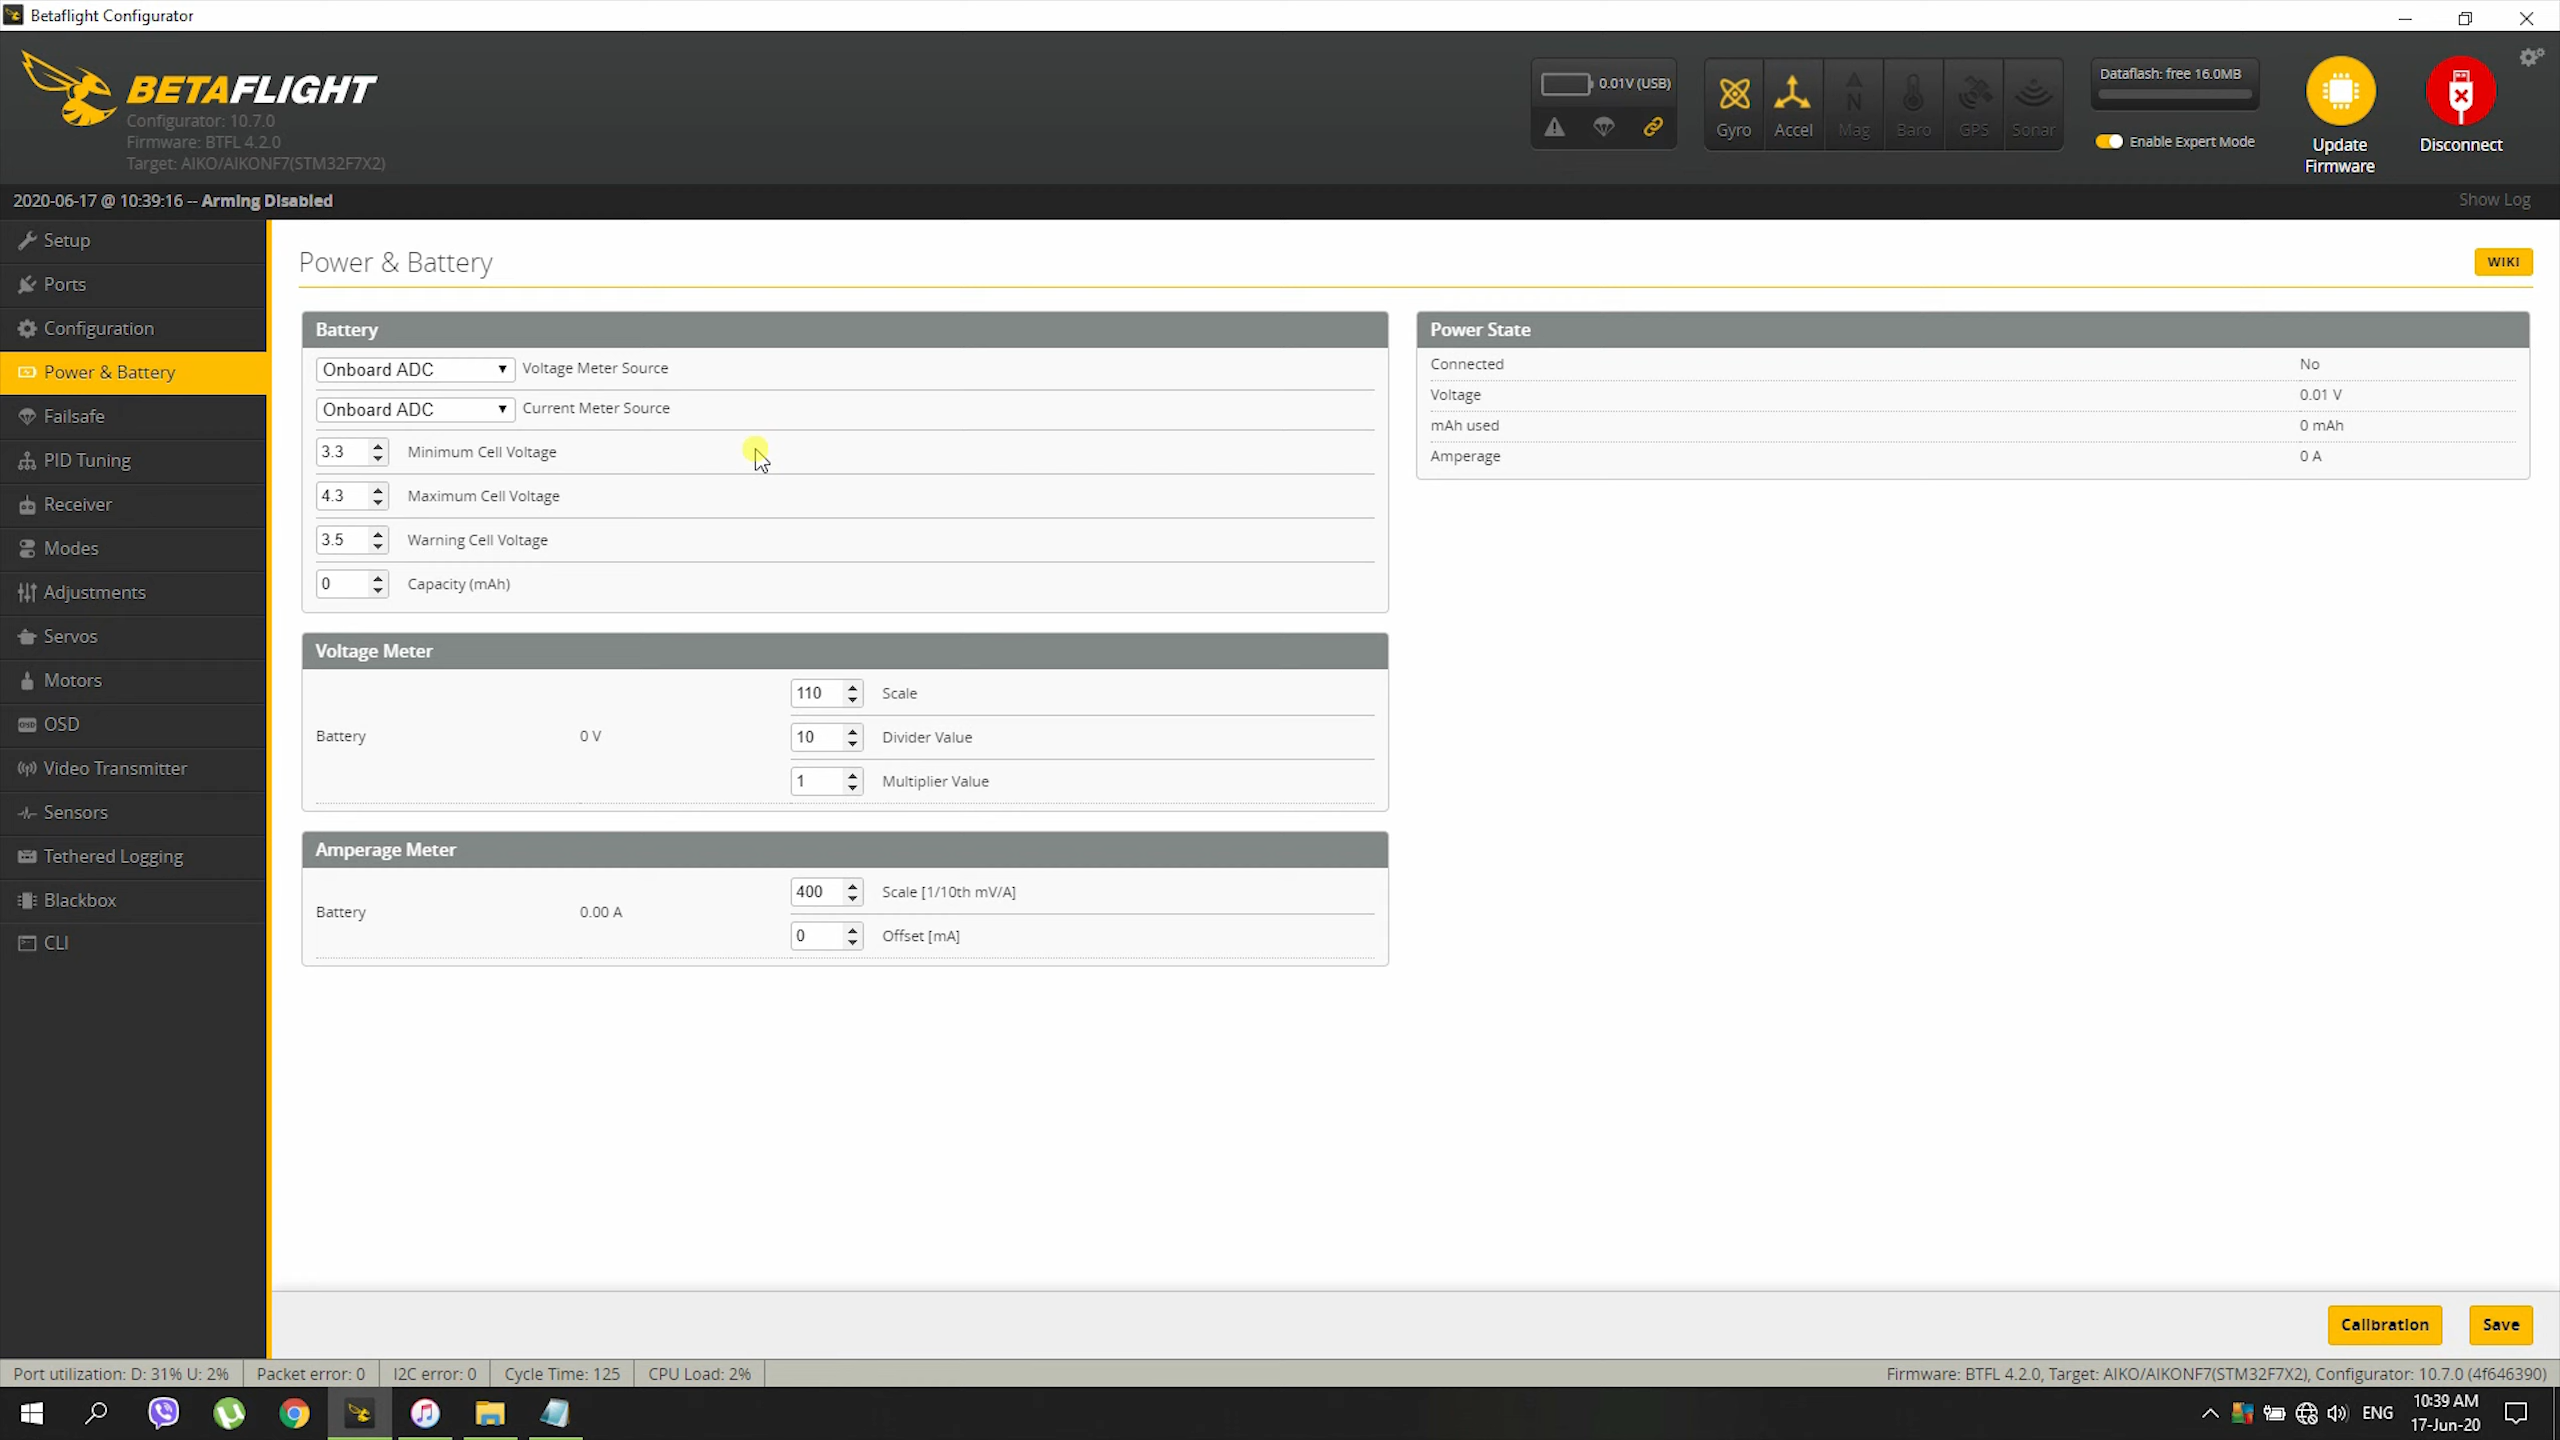 Betaflight Configurator
BETAFLIGHT
Configurator: 10.7.0
Firmware: BTFL 4.2.0
Target: AIKO/AIKONF7(STM32F7X2)
0.01V (USB)
Gyro
Accel
Mag
Baro
GPS
Sonar
Dataflash: free 16.0MB
Enable Expert Mode
Update
Firmware
Disconnect
2020-06-17 @ 10:39:16 -- Arming Disabled
Show Log
Setup
Ports
Configuration
Power & Battery
Failsafe
PID Tuning
Receiver
Modes
Adjustments
Servos
Motors
OSD
Video Transmitter
Sensors
Tethered Logging
Blackbox
CLI
Power & Battery
WIKI
Battery
Onboard ADC Voltage Meter Source
Onboard ADC Current Meter Source
3.3 Minimum Cell Voltage
4.3 Maximum Cell Voltage
3.5 Warning Cell Voltage
0 Capacity (mAh)
Voltage Meter
Battery 0 V
110 Scale
10 Divider Value
1 Multiplier Value
Amperage Meter
Battery 0.00 A
400 Scale [1/10th mV/A]
0 Offset [mA]
Power State
Connected No
Voltage 0.01 V
mAh used 0 mAh
Amperage 0 A
Calibration
Save
Port utilization: D: 31% U: 2% Packet error: 0 I2C error: 0 Cycle Time: 125 CPU Load: 2% Firmware: BTFL 4.2.0, Target: AIKO/AIKONF7(STM32F7X2), Configurator: 10.7.0 (4f646390)
ENG
10:39 AM
17-Jun-20